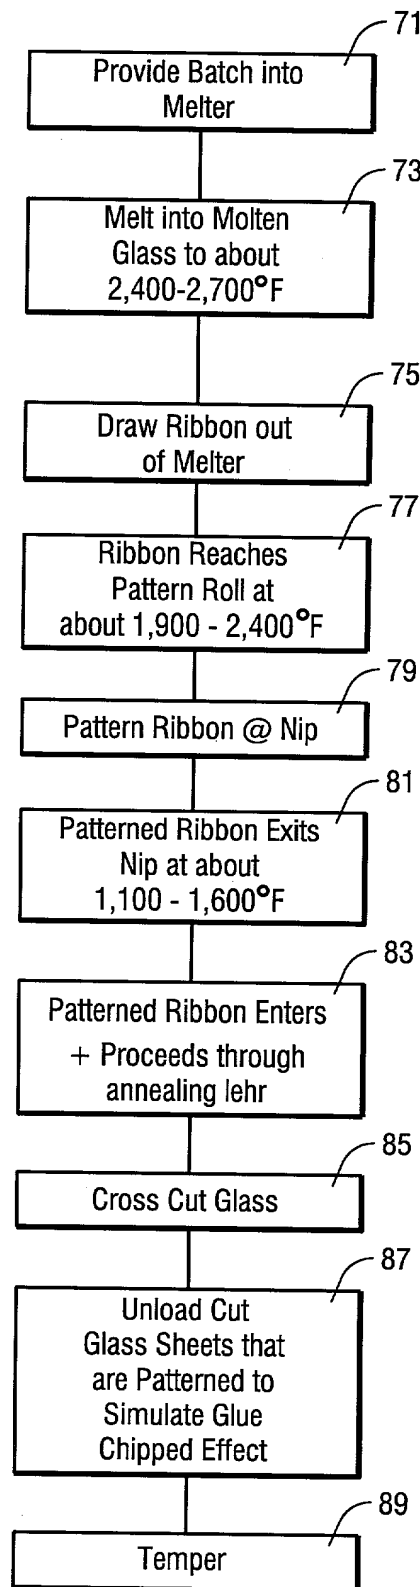 71
Provide Batch into
Melter
73
Melt into Molten
Glass to about
2,400-2,700°F
75
Draw Ribbon out
of Melter
77
Ribbon Reaches
Pattern Roll at
about 1,900 - 2,400°F
79
Pattern Ribbon @ Nip
81
Patterned Ribbon Exits
Nip at about
1,100 - 1,600°F
83
Patterned Ribbon Enters
+ Proceeds through
annealing lehr
85
Cross Cut Glass
87
Unload Cut
Glass Sheets that
are Patterned to
Simulate Glue
Chipped Effect
89
Temper